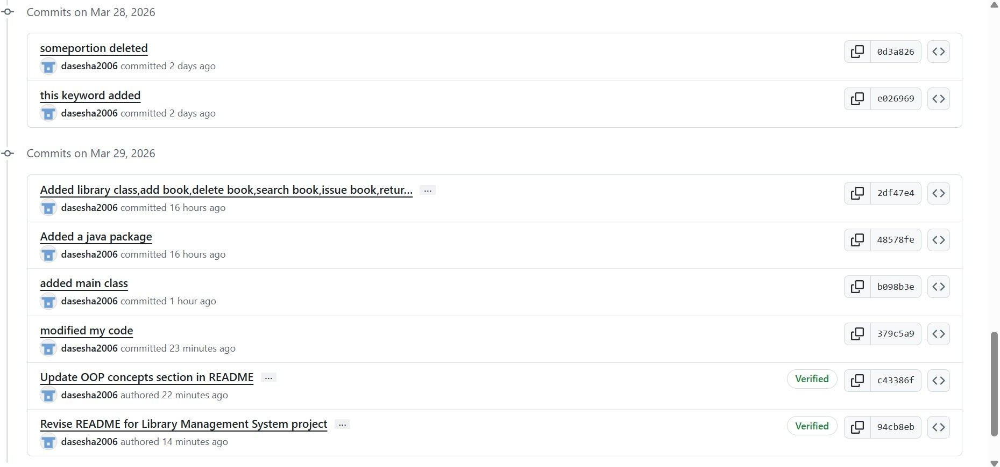 Commits on Mar 28, 2026
someportion deleted
dasesha2006 committed 2 days ago
0d3a826
this keyword added
dasesha2006 committed 2 days ago
e026969
Commits on Mar 29, 2026
Added library class,add book,delete book,search book,issue book,retur... ...
dasesha2006 committed 16 hours ago
2df47e4
Added a java package
dasesha2006 committed 16 hours ago
48578fe
added main class
dasesha2006 committed 1 hour ago
b098b3e
modified my code
dasesha2006 committed 23 minutes ago
379c5a9
Update OOP concepts section in README ...
dasesha2006 authored 22 minutes ago
Verified
c43386f
Revise README for Library Management System project ...
dasesha2006 authored 14 minutes ago
Verified
94cb8eb